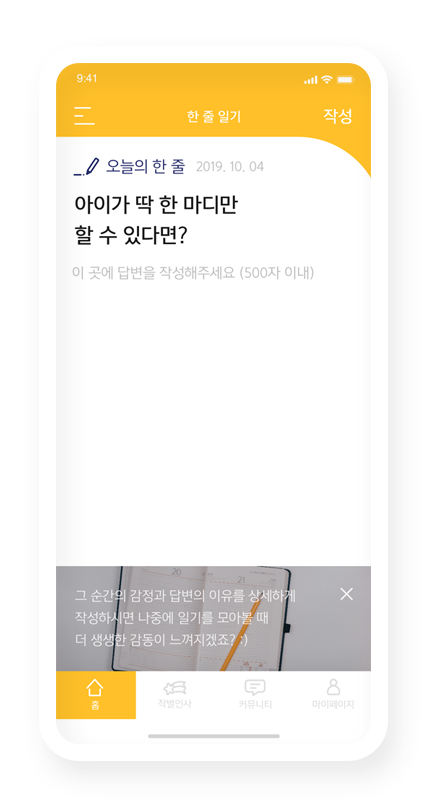 9:41
한 줄 일기
작성
오늘의 한 줄 2019. 10. 04
아이가 딱 한 마디만
할 수 있다면?
이 곳에 답변을 작성해주세요 (500자 이내)
20
21
그 순간의 감정과 답변의 이유를 상세하게
작성하시면 나중에 일기를 모아볼 때
더 생생한 감동이 느껴지겠죠? :)
홈
작별인사
커뮤니티
마이페이지